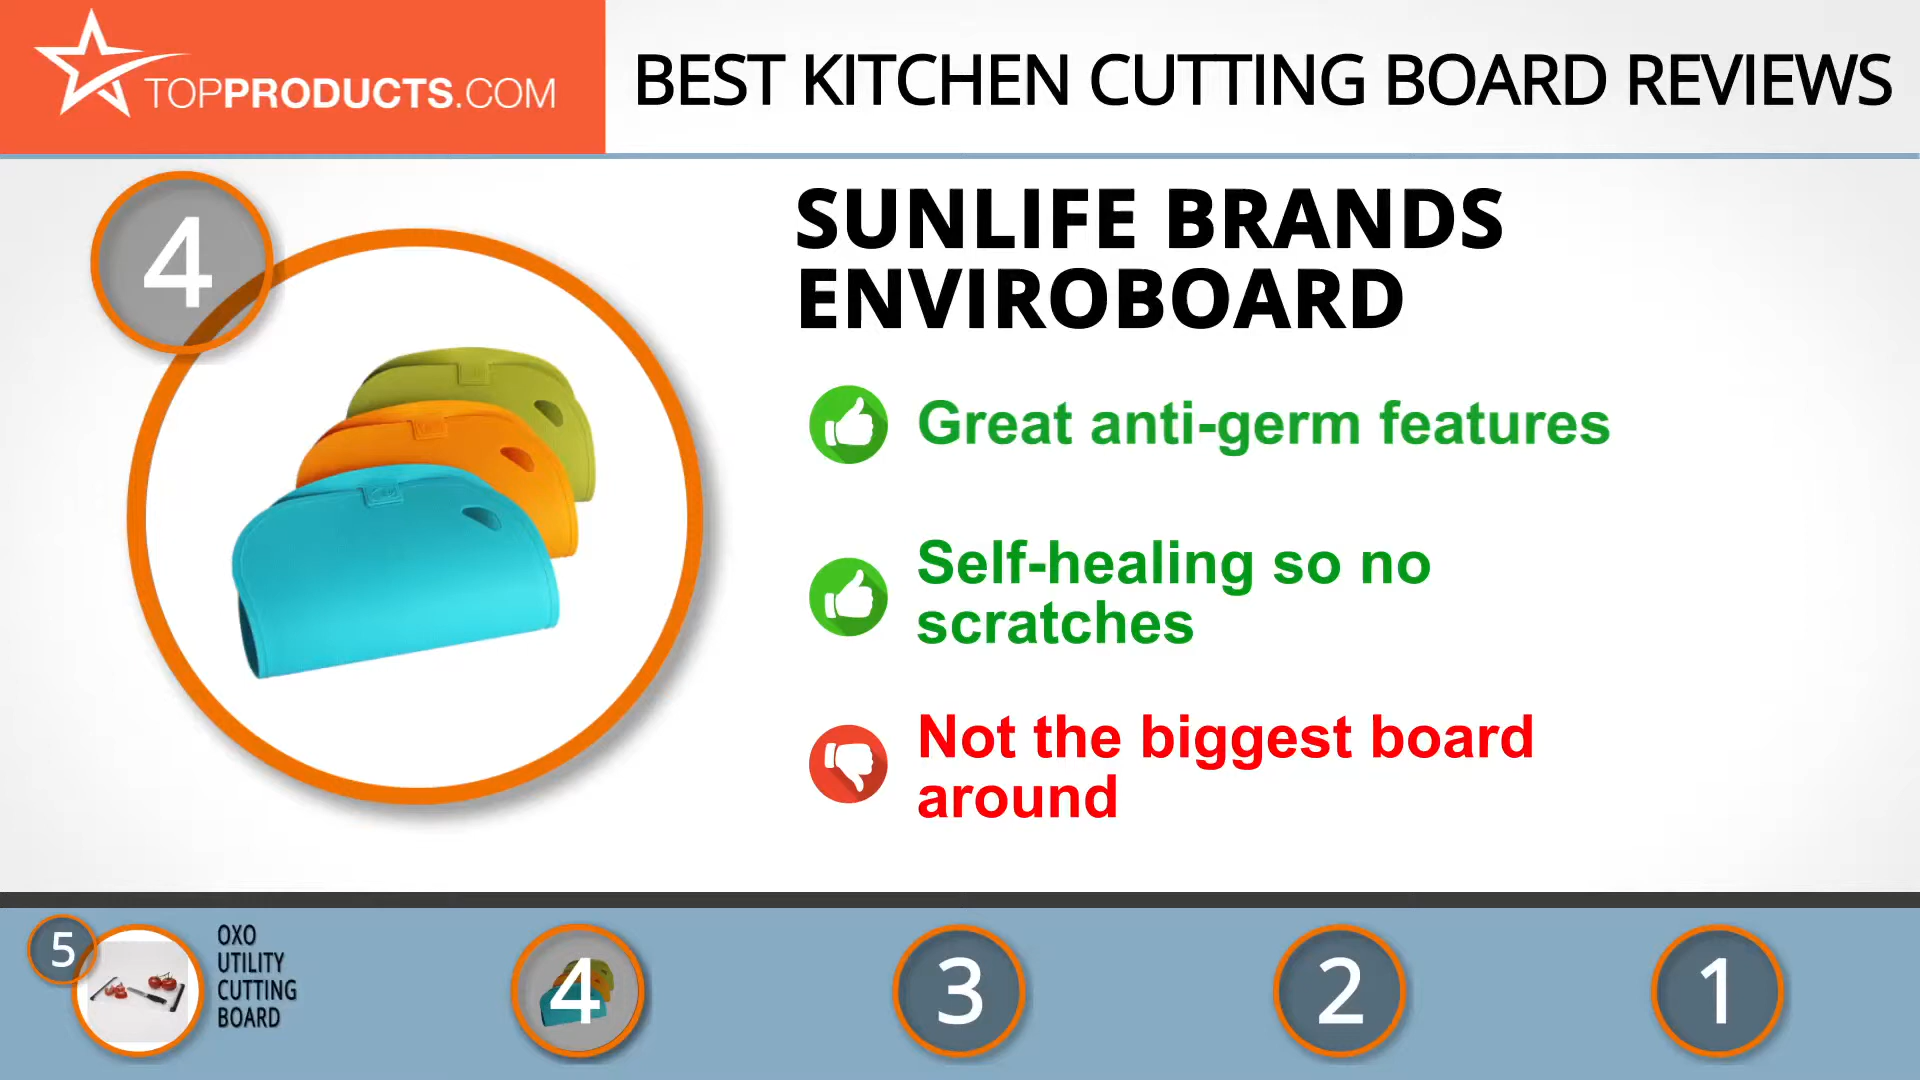 TOPPRODUCTS.COM
BEST KITCHEN CUTTING BOARD REVIEWS
4
SUNLIFE BRANDS
ENVIROBOARD
Great anti-germ features
Self-healing so no
scratches
Not the biggest board
around
5
OXO
UTILITY
CUTTING
BOARD
4
3
2
1